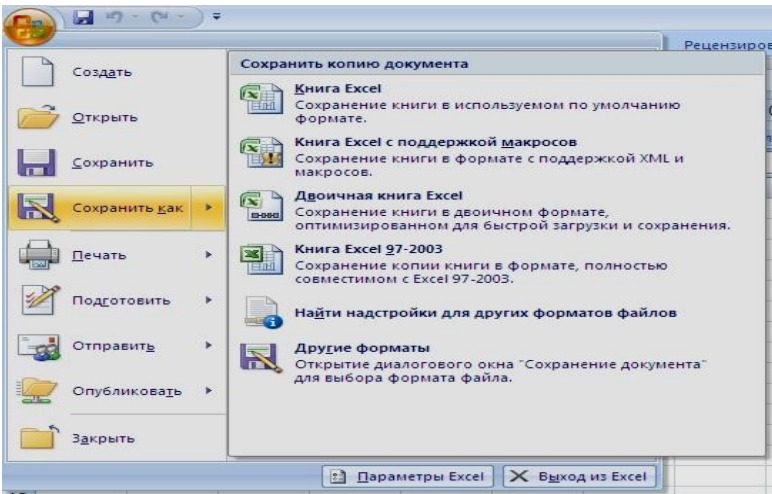 Рецензиров
Создать
Открыть
Сохранить
Сохранить как
Печать
Подготовить
Отправить
Опубликовать
Закрыть
Сохранить копию документа
Книга Excel
Сохранение книги в используемом по умолчанию
формате.
Книга Excel с поддержкой макросов
Сохранение книги в формате с поддержкой XML и
макросов.
Двоичная книга Excel
Сохранение книги в двоичном формате,
оптимизированном для быстрой загрузки и сохранения.
Книга Excel 97-2003
Сохранение копии книги в формате, полностью
совместимом с Excel 97-2003.
Найти надстройки для других форматов файлов
Другие форматы
Открытие диалогового окна "Сохранение документа"
для выбора формата файла.
Параметры Excel
Выход из Excel